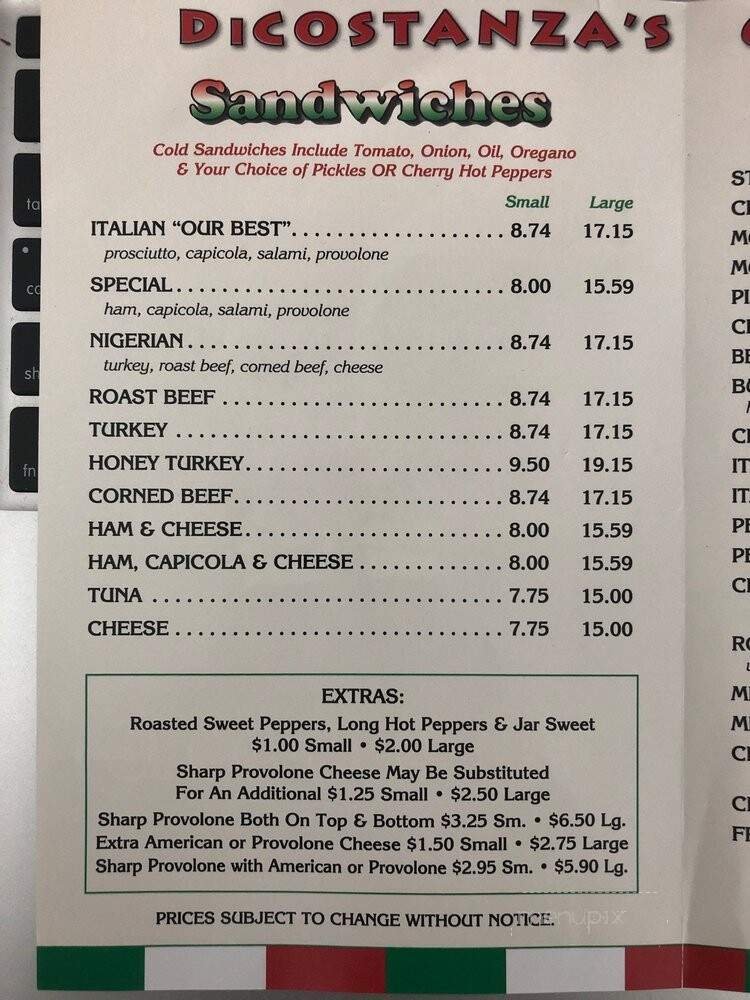 DICOSTANZA'S
Sandwiches
Cold Sandwiches Include Tomato, Onion, Oil, Oregano
& Your Choice of Pickles OR Cherry Hot Peppers
Small Large
ITALIAN "OUR BEST"................... 8.74 17.15
prosciutto, capicola, salami, provolone
SPECIAL.............................. 8.00 15.59
ham, capicola, salami, provolone
NIGERIAN............................. 8.74 17.15
turkey, roast beef, corned beef, cheese
ROAST BEEF .......................... 8.74 17.15
TURKEY .............................. 8.74 17.15
HONEY TURKEY........................ 9.50 19.15
CORNED BEEF......................... 8.74 17.15
HAM & CHEESE........................ 8.00 15.59
HAM, CAPICOLA & CHEESE ............. 8.00 15.59
TUNA ................................ 7.75 15.00
CHEESE .............................. 7.75 15.00
EXTRAS:
Roasted Sweet Peppers, Long Hot Peppers & Jar Sweet
$1.00 Small • $2.00 Large
Sharp Provolone Cheese May Be Substituted
For An Additional $1.25 Small • $2.50 Large
Sharp Provolone Both On Top & Bottom $3.25 Sm. • $6.50 Lg.
Extra American or Provolone Cheese $1.50 Small • $2.75 Large
Sharp Provolone with American or Provolone $2.95 Sm. • $5.90 Lg.
PRICES SUBJECT TO CHANGE WITHOUT NOTICE.
menupix
fn